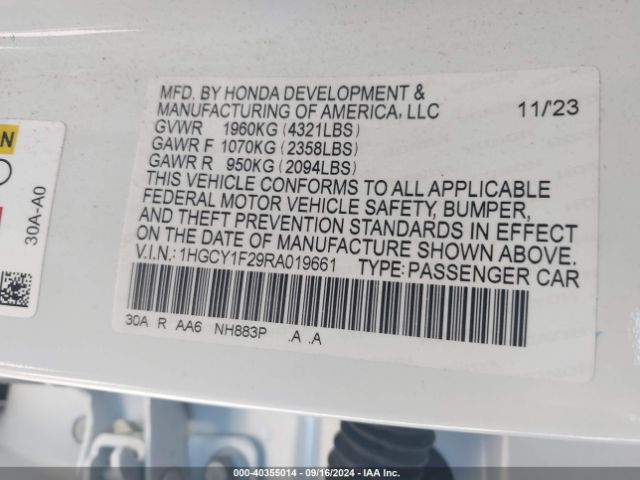 MFD. BY HONDA DEVELOPMENT &
MANUFACTURING OF AMERICA, LLC 11/'23
GVWR 1960KG (4321LBS)
GAWR F 1070KG (2358LBS)
GAWR R 950KG (2094LBS)
THIS VEHICLE CONFORMS TO ALL APPLICABLE
FEDERAL MOTOR VEHICLE SAFETY, BUMPER,
AND THEFT PREVENTION STANDARDS IN EFFECT
ON THE DATE OF MANUFACTURE SHOWN ABOVE.
V.I.N.: 1HGCY1F29RA019661 TYPE: PASSENGER CAR
30A R AA6 NH883P .A .A
30A-A0
000-40355014 / 09/16/2024 / IAA Inc.